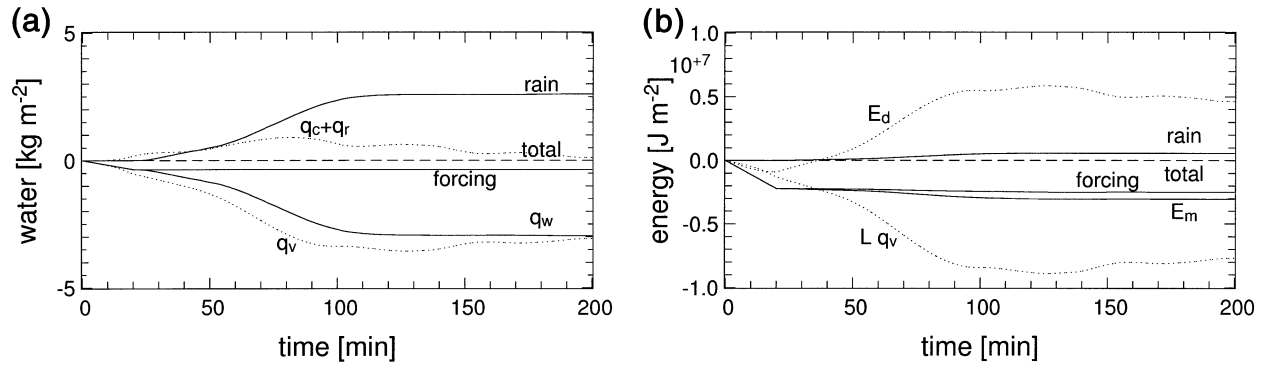 (a)
5
0
-5
water [kg m-2]
rain
qc+qr
total
forcing
qw
qv
0 50 100 150 200
time [min]
(b)
1.0
10+7
0.5
0.0
-0.5
-1.0
energy [J m-2]
Ed
rain
forcing
total
Em
L qv
0 50 100 150 200
time [min]